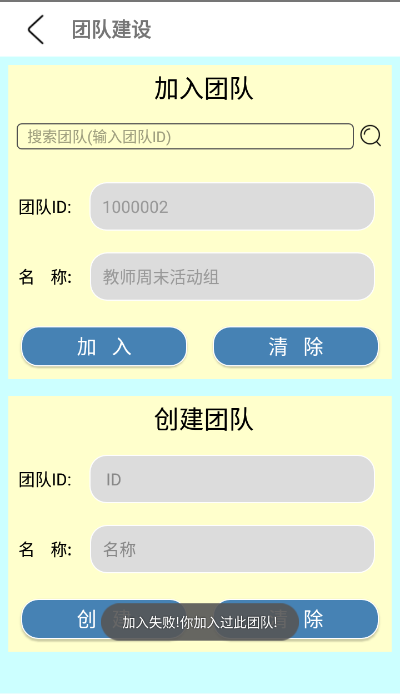 团队建设
加入团队
搜索团队(输入团队ID)
团队ID: 1000002
名 称: 教师周末活动组
加 入 清 除
创建团队
团队ID: ID
名 称: 名称
创 建 清 除
加入失败!你加入过此团队!